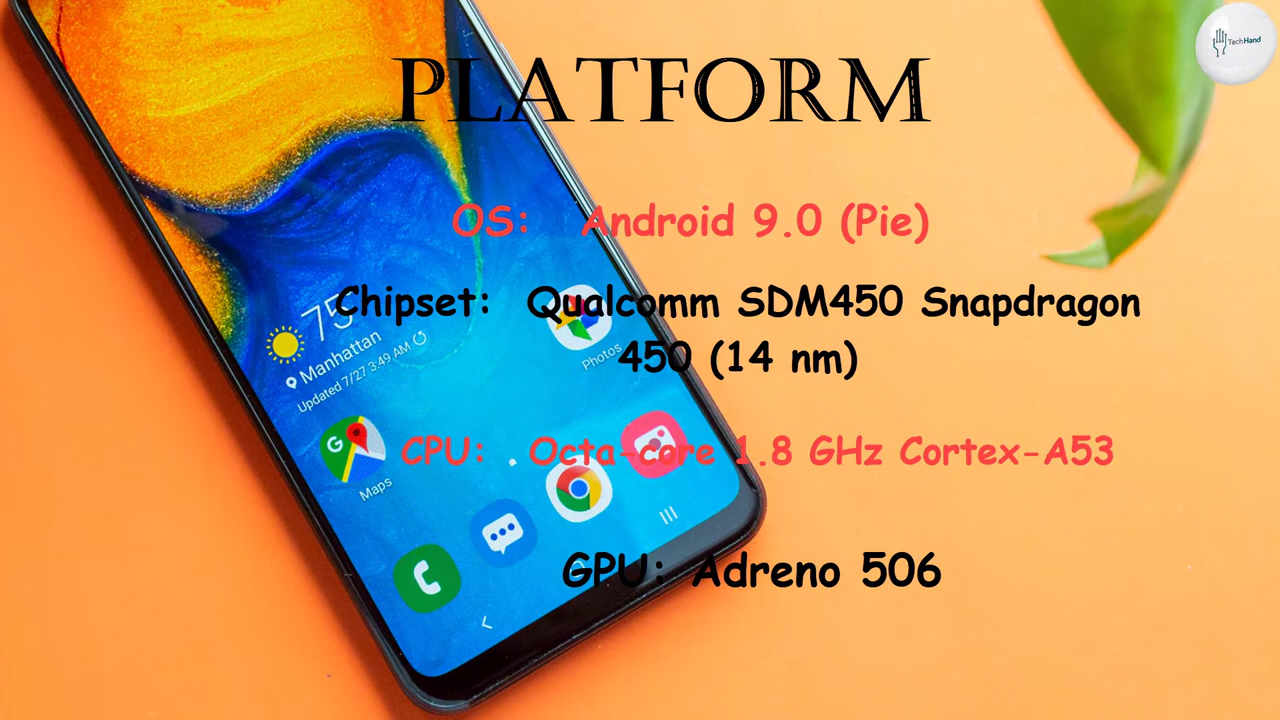 PLATFORM
TechHand
OS: Android 9.0 (Pie)
Chipset: Qualcomm SDM450 Snapdragon
450 (14 nm)
CPU: Octa-core 1.8 GHz Cortex-A53
GPU: Adreno 506
75°
Manhattan
Updated 7/27 3:49 AM
Photos
G
Maps